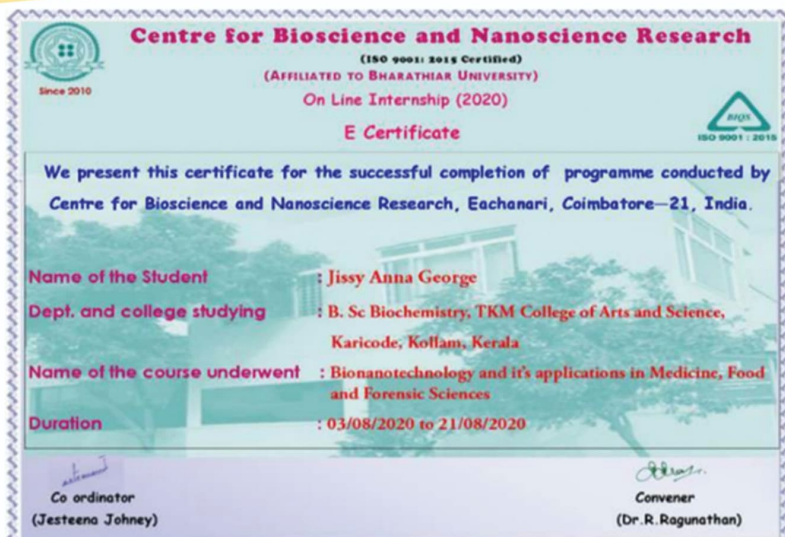 Centre for Bioscience and Nanoscience Research
(ISO 9001: 2015 Certified)
(AFFILIATED TO BHARATHIAR UNIVERSITY)
On Line Internship (2020)
E Certificate
Since 2010
BIQS
ISO 9001 : 2015
We present this certificate for the successful completion of programme conducted by
Centre for Bioscience and Nanoscience Research, Eachanari, Coimbatore—21, India.
Name of the Student : Jissy Anna George
Dept. and college studying : B. Sc Biochemistry, TKM College of Arts and Science,
Karicode, Kollam, Kerala
Name of the course underwent : Bionanotechnology and it's applications in Medicine, Food
and Forensic Sciences
Duration : 03/08/2020 to 21/08/2020
Co ordinator
(Jesteena Johney)
Convener
(Dr.R.Ragunathan)